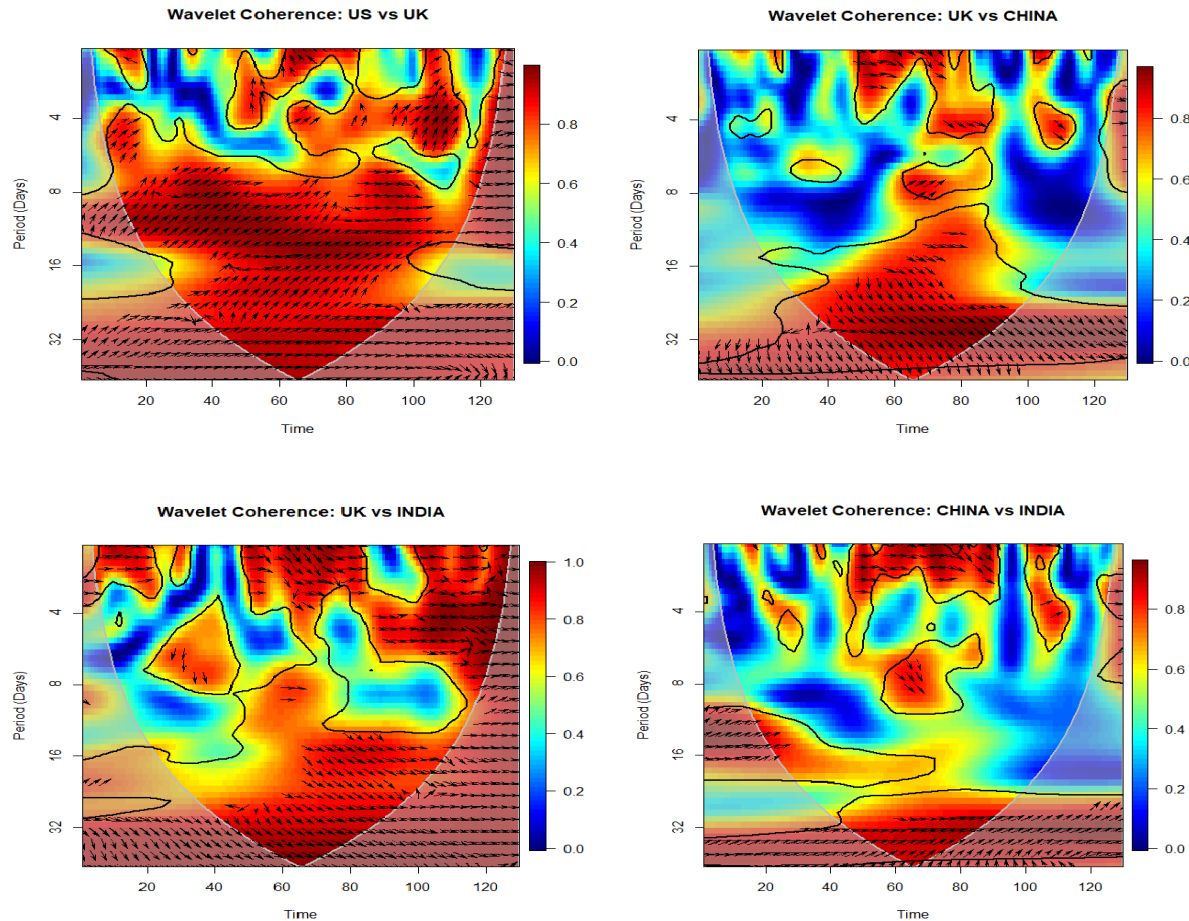 Wavelet Coherence: US vs UK
Period (Days)
4
8
16
32
20 40 60 80 100 120
Time
0.8
0.6
0.4
0.2
0.0
Wavelet Coherence: UK vs CHINA
Period (Days)
4
8
16
32
20 40 60 80 100 120
Time
0.8
0.6
0.4
0.2
0.0
Wavelet Coherence: UK vs INDIA
Period (Days)
4
8
16
32
20 40 60 80 100 120
Time
1.0
0.8
0.6
0.4
0.2
0.0
Wavelet Coherence: CHINA vs INDIA
Period (Days)
4
8
16
32
20 40 60 80 100 120
Time
0.8
0.6
0.4
0.2
0.0